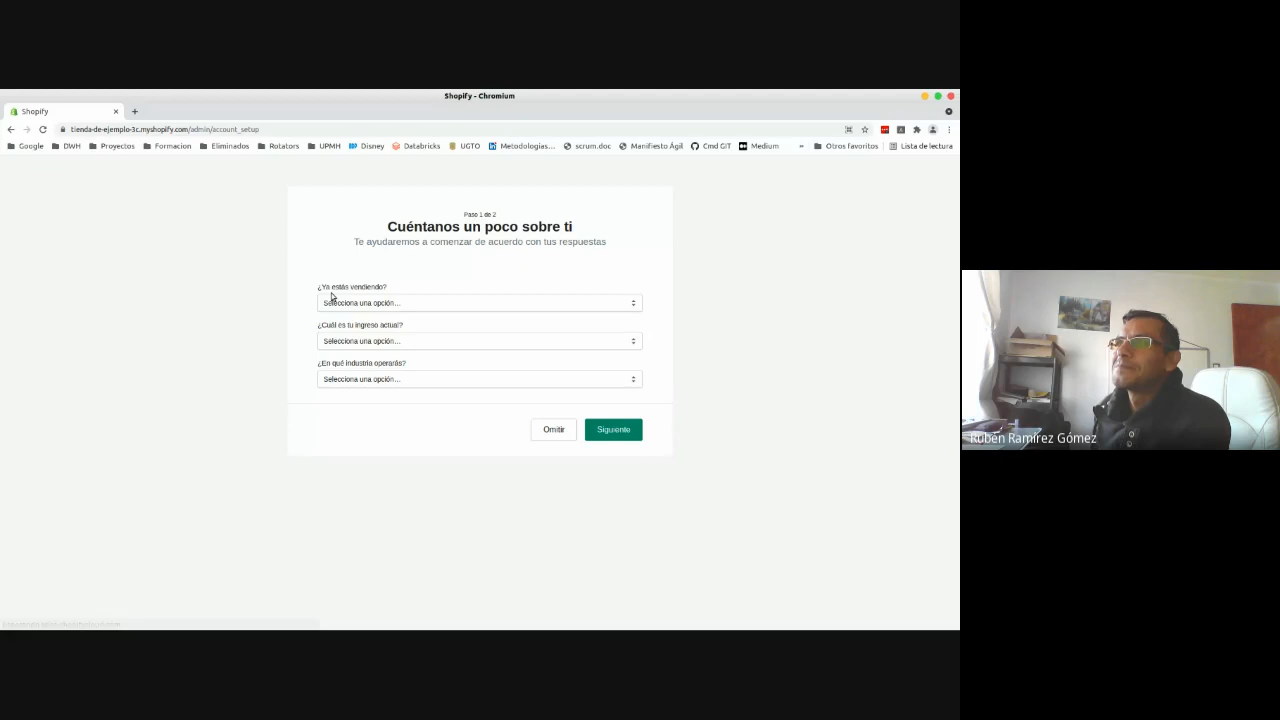 Shopify - Chromium
Shopify
tienda-de-ejemplo-3c.myshopify.com/admin/account_setup
Google DWH Proyectos Formacion Eliminados Rotators UPMH Disney Databricks UGTO Metodologias... scrum.doc Manifiesto Ágil Cmd GIT Medium » Otros favoritos Lista de lectura
Paso 1 de 2
Cuéntanos un poco sobre ti
Te ayudaremos a comenzar de acuerdo con tus respuestas
¿Ya estás vendiendo?
Selecciona una opción...
¿Cuál es tu ingreso actual?
Selecciona una opción...
¿En qué industria operarás?
Selecciona una opción...
Omitir Siguiente
Rubén Ramírez Gómez